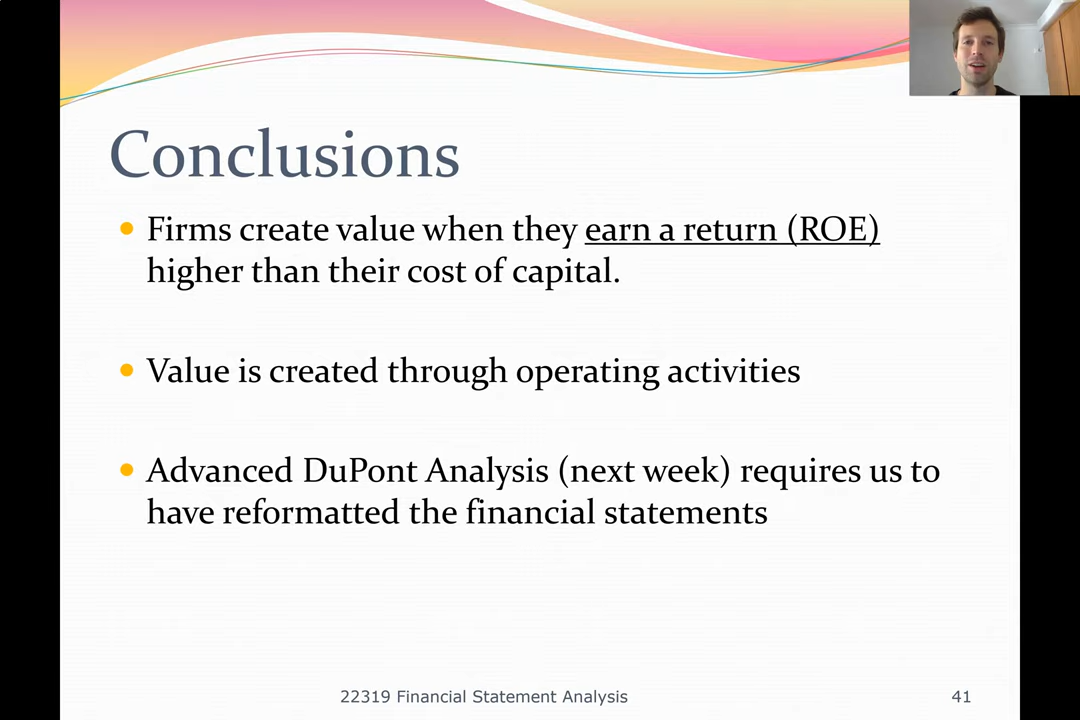 Conclusions
Firms create value when they earn a return (ROE)
higher than their cost of capital.
Value is created through operating activities
Advanced DuPont Analysis (next week) requires us to
have reformatted the financial statements
22319 Financial Statement Analysis
41